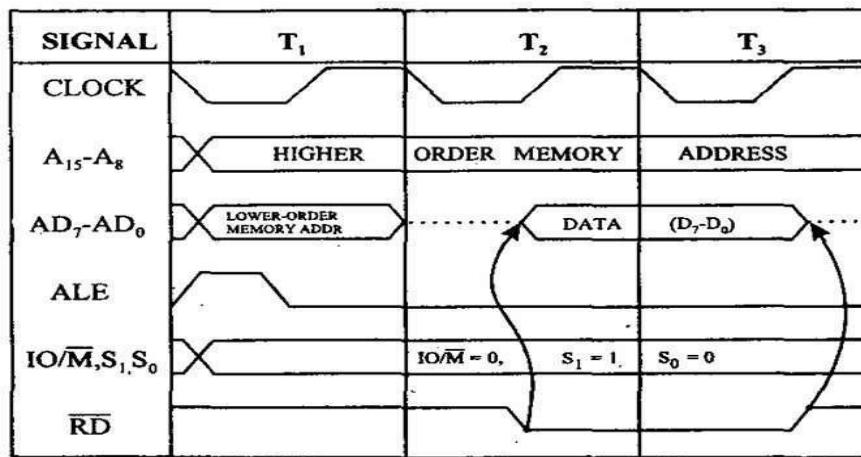 SIGNAL T₁ T₂ T₃
CLOCK
A₁₅-A₈ HIGHER ORDER MEMORY ADDRESS
AD₇-AD₀ LOWER-ORDER MEMORY ADDR DATA (D₇-D₀)
ALE
IO/M̅,S₁,S₀ IO/M̅ = 0, S₁ = 1, S₀ = 0
R̅D̅